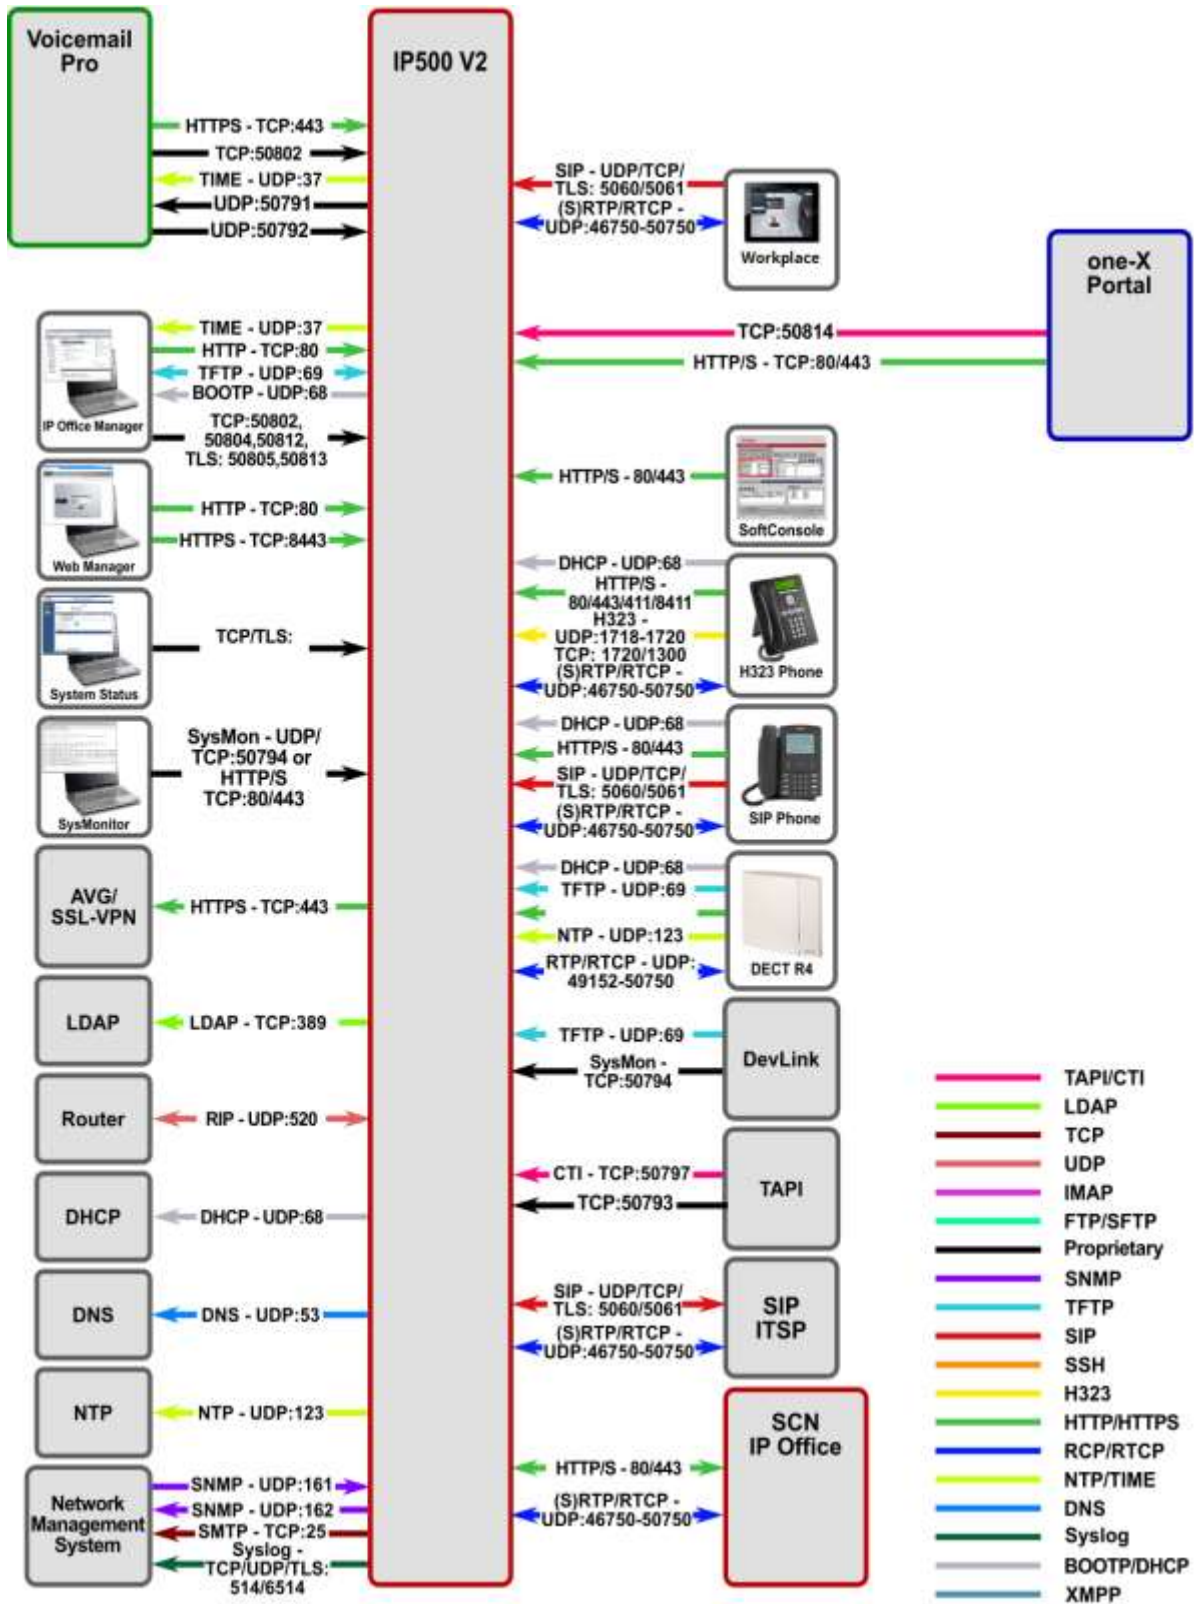 Voicemail
Pro
HTTPS - TCP:443
TCP:50802
TIME - UDP:37
UDP:50791
UDP:50792
IP500 V2
SIP - UDP/TCP/
TLS: 5060/5061
(S)RTP/RTCP -
UDP:46750-50750
Workplace
one-X
Portal
TCP:50814
HTTP/S - TCP:80/443
TIME - UDP:37
HTTP - TCP:80
TFTP - UDP:69
BOOTP - UDP:68
TCP:50802,
50804,50812,
TLS: 50805,50813
IP Office Manager
HTTP/S - 80/443
SoftConsole
HTTP - TCP:80
HTTPS - TCP:8443
Web Manager
DHCP - UDP:68
HTTP/S -
80/443/411/8411
H323 -
UDP:1718-1720
TCP: 1720/1300
(S)RTP/RTCP -
UDP:46750-50750
H323 Phone
TCP/TLS:
System Status
SysMon - UDP/
TCP:50794 or
HTTP/S
TCP:80/443
SysMonitor
DHCP - UDP:68
HTTP/S - 80/443
SIP - UDP/TCP/
TLS: 5060/5061
(S)RTP/RTCP -
UDP:46750-50750
SIP Phone
AVG/
SSL-VPN
HTTPS - TCP:443
DHCP - UDP:68
TFTP - UDP:69
NTP - UDP:123
RTP/RTCP - UDP:
49152-50750
DECT R4
LDAP
LDAP - TCP:389
TFTP - UDP:69
SysMon -
TCP:50794
DevLink
Router
RIP - UDP:520
CTI - TCP:50797
TCP:50793
TAPI
DHCP
DHCP - UDP:68
DNS
DNS - UDP:53
SIP - UDP/TCP/
TLS: 5060/5061
(S)RTP/RTCP -
UDP:46750-50750
SIP
ITSP
NTP
NTP - UDP:123
SCN
IP Office
HTTP/S - 80/443
(S)RTP/RTCP -
UDP:46750-50750
Network
Management
System
SNMP - UDP:161
SNMP - UDP:162
SMTP - TCP:25
Syslog -
TCP/UDP/TLS:
514/6514
TAPI/CTI
LDAP
TCP
UDP
IMAP
FTP/SFTP
Proprietary
SNMP
TFTP
SIP
SSH
H323
HTTP/HTTPS
RCP/RTCP
NTP/TIME
DNS
Syslog
BOOTP/DHCP
XMPP